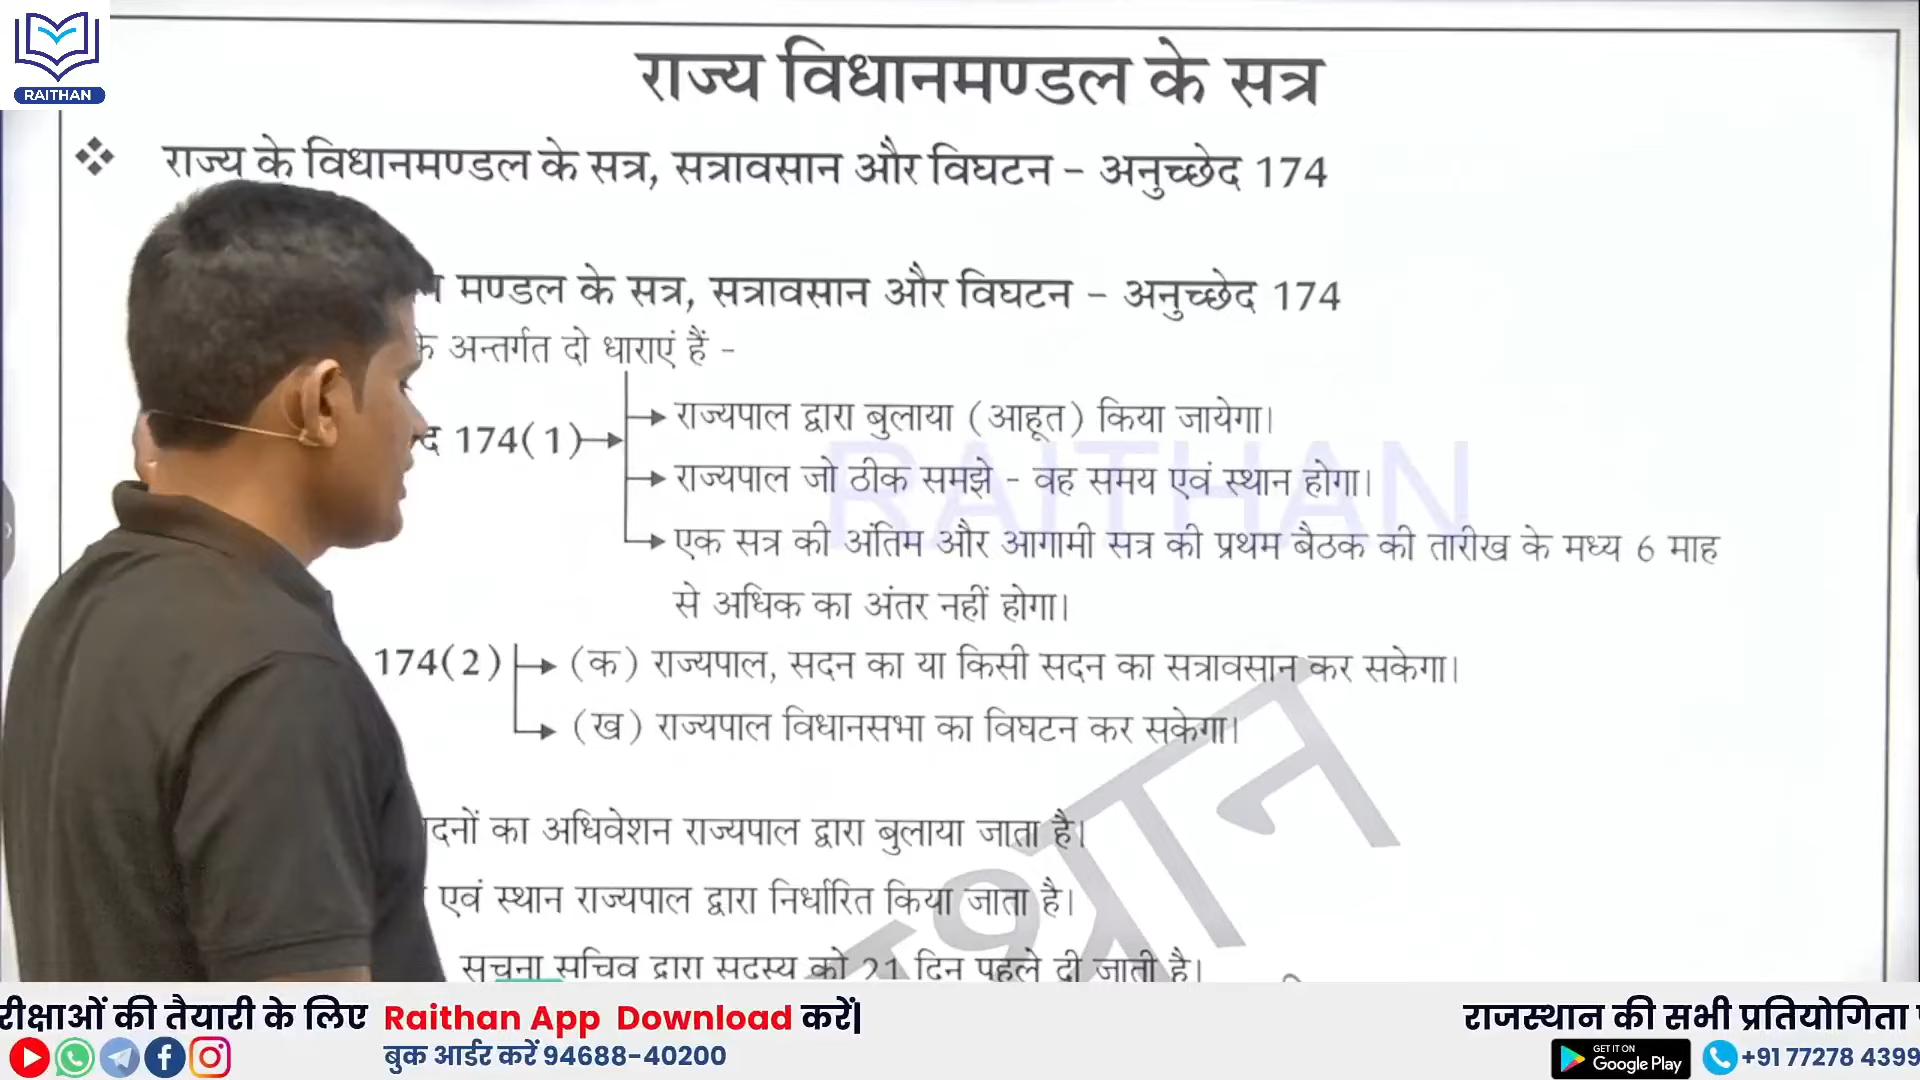 RAITHAN
राज्य विधानमण्डल के सत्र
❖ राज्य के विधानमण्डल के सत्र, सत्रावसान और विघटन – अनुच्छेद 174
मण्डल के सत्र, सत्रावसान और विघटन – अनुच्छेद 174
के अन्तर्गत दो धाराएं हैं -
राज्यपाल द्वारा बुलाया (आहूत) किया जायेगा।
द 174(1)
राज्यपाल जो ठीक समझे - वह समय एवं स्थान होगा।
RAITHAN
एक सत्र की अंतिम और आगामी सत्र की प्रथम बैठक की तारीख के मध्य 6 माह
से अधिक का अंतर नहीं होगा।
174(2) (क) राज्यपाल, सदन का या किसी सदन का सत्रावसान कर सकेगा।
(ख) राज्यपाल विधानसभा का विघटन कर सकेगा।
दनों का अधिवेशन राज्यपाल द्वारा बुलाया जाता है।
एवं स्थान राज्यपाल द्वारा निर्धारित किया जाता है।
सूचना सचिव द्वारा सदस्य को 21 दिन पहले दी जाती है।
रीक्षाओं की तैयारी के लिए Raithan App Download करें|
राजस्थान की सभी प्रतियोगिता
बुक आर्डर करें 94688-40200
GET IT ON
Google Play
+91 77278 4399